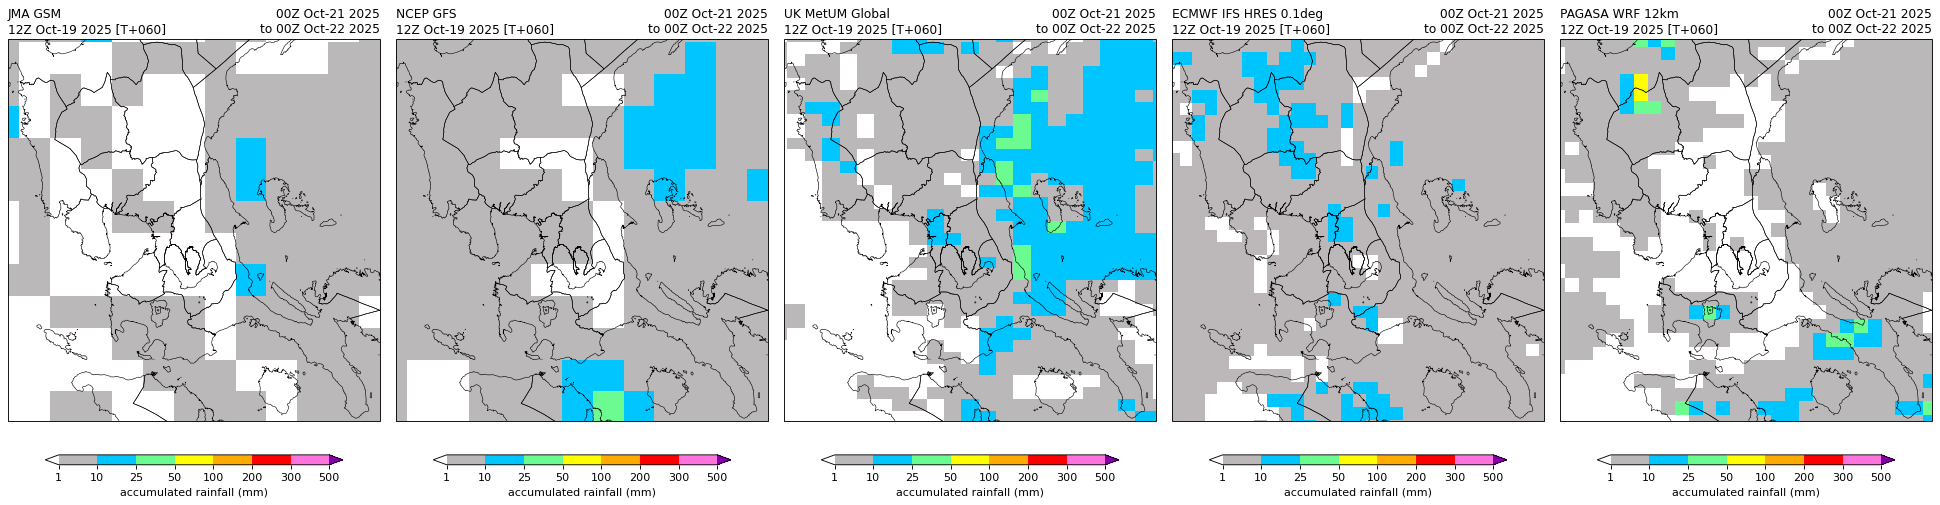 JMA GSM 00Z Oct-21 2025
12Z Oct-19 2025 [T+060] to 00Z Oct-22 2025
1 10 25 50 100 200 300 500
accumulated rainfall (mm)
NCEP GFS 00Z Oct-21 2025
12Z Oct-19 2025 [T+060] to 00Z Oct-22 2025
1 10 25 50 100 200 300 500
accumulated rainfall (mm)
UK MetUM Global 00Z Oct-21 2025
12Z Oct-19 2025 [T+060] to 00Z Oct-22 2025
1 10 25 50 100 200 300 500
accumulated rainfall (mm)
ECMWF IFS HRES 0.1deg 00Z Oct-21 2025
12Z Oct-19 2025 [T+060] to 00Z Oct-22 2025
1 10 25 50 100 200 300 500
accumulated rainfall (mm)
PAGASA WRF 12km 00Z Oct-21 2025
12Z Oct-19 2025 [T+060] to 00Z Oct-22 2025
1 10 25 50 100 200 300 500
accumulated rainfall (mm)